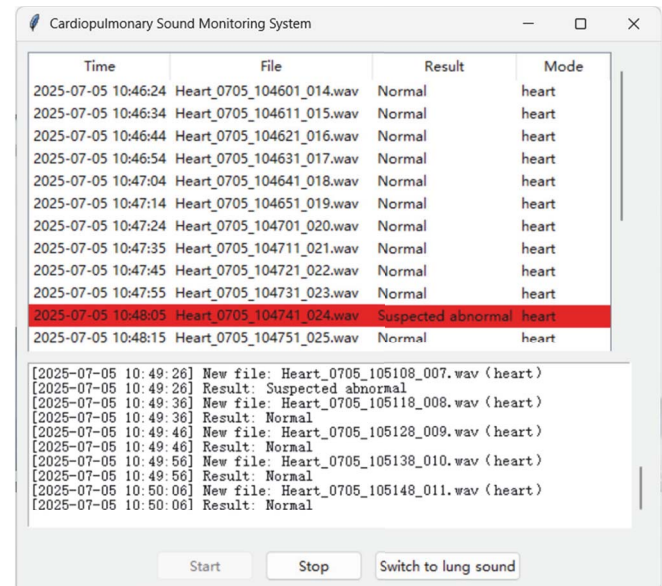 Cardiopulmonary Sound Monitoring System
Time File Result Mode
2025-07-05 10:46:24 Heart_0705_104601_014.wav Normal heart
2025-07-05 10:46:34 Heart_0705_104611_015.wav Normal heart
2025-07-05 10:46:44 Heart_0705_104621_016.wav Normal heart
2025-07-05 10:46:54 Heart_0705_104631_017.wav Normal heart
2025-07-05 10:47:04 Heart_0705_104641_018.wav Normal heart
2025-07-05 10:47:14 Heart_0705_104651_019.wav Normal heart
2025-07-05 10:47:24 Heart_0705_104701_020.wav Normal heart
2025-07-05 10:47:35 Heart_0705_104711_021.wav Normal heart
2025-07-05 10:47:45 Heart_0705_104721_022.wav Normal heart
2025-07-05 10:47:55 Heart_0705_104731_023.wav Normal heart
2025-07-05 10:48:05 Heart_0705_104741_024.wav Suspected abnormal heart
2025-07-05 10:48:15 Heart_0705_104751_025.wav Normal heart
[2025-07-05 10:49:26] New file: Heart_0705_105108_007.wav (heart)
[2025-07-05 10:49:26] Result: Suspected abnormal
[2025-07-05 10:49:36] New file: Heart_0705_105118_008.wav (heart)
[2025-07-05 10:49:36] Result: Normal
[2025-07-05 10:49:46] New file: Heart_0705_105128_009.wav (heart)
[2025-07-05 10:49:46] Result: Normal
[2025-07-05 10:49:56] New file: Heart_0705_105138_010.wav (heart)
[2025-07-05 10:49:56] Result: Normal
[2025-07-05 10:50:06] New file: Heart_0705_105148_011.wav (heart)
[2025-07-05 10:50:06] Result: Normal
Start Stop Switch to lung sound